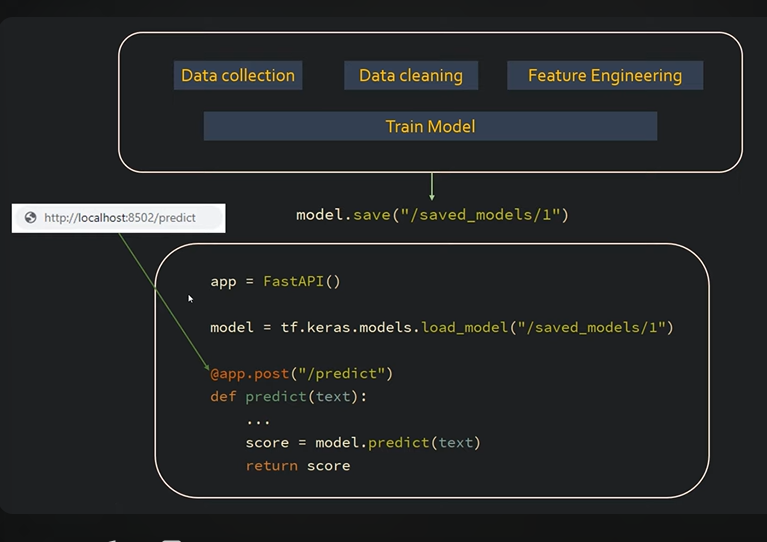 Data collection
Data cleaning
Feature Engineering
Train Model
http://localhost:8502/predict
model.save("/saved_models/1")
app = FastAPI()
model = tf.keras.models.load_model("/saved_models/1")
@app.post("/predict")
def predict(text):
...
score = model.predict(text)
return score